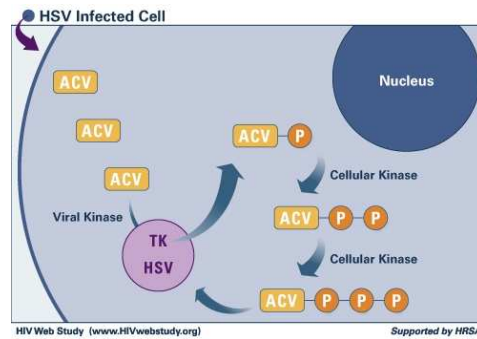 HSV Infected Cell
ACV
ACV
ACV
Viral Kinase
TK
HSV
ACV P
Nucleus
Cellular Kinase
ACV P P
Cellular Kinase
ACV P P P
HIV Web Study (www.HIVwebstudy.org)
Supported by HRSA